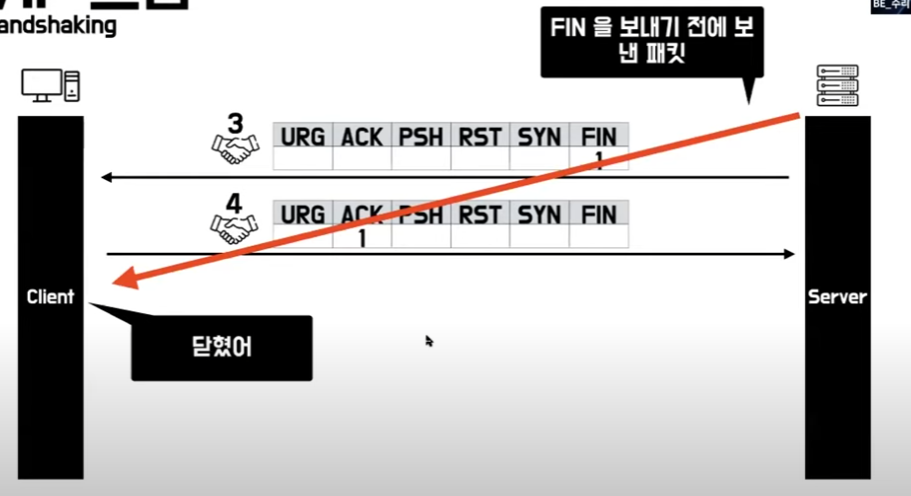 andshaking
BE_수리
FIN 을 보내기 전에 보
낸 패킷
3
URG ACK PSH RST SYN FIN
1
4
URG ACK PSH RST SYN FIN
1
Client
Server
닫혔어